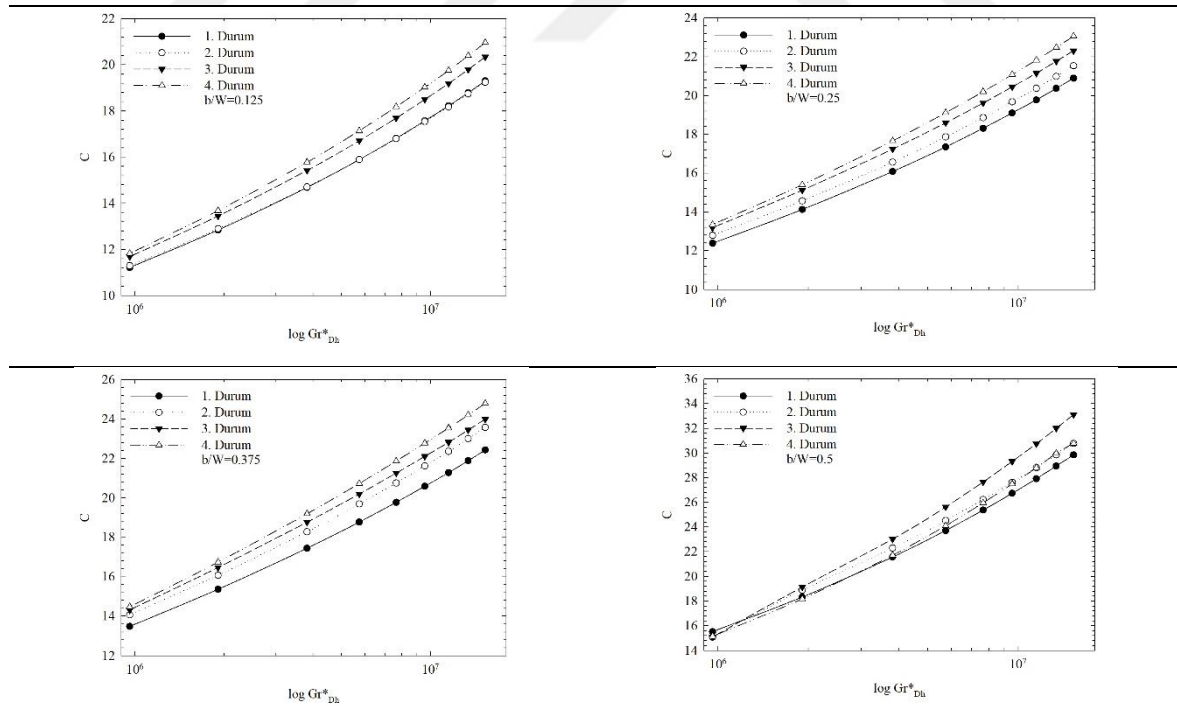 22
20
18
16
14
12
10
C
1. Durum
2. Durum
3. Durum
4. Durum
b/W=0.125
10⁶
10⁷
log Gr*Dh
24
22
20
18
16
14
12
10
C
1. Durum
2. Durum
3. Durum
4. Durum
b/W=0.25
10⁶
10⁷
log Gr*Dh
26
24
22
20
18
16
14
12
C
1. Durum
2. Durum
3. Durum
4. Durum
b/W=0.375
10⁶
10⁷
log Gr*Dh
36
34
32
30
28
26
24
22
20
18
16
14
C
1. Durum
2. Durum
3. Durum
4. Durum
b/W=0.5
10⁶
10⁷
log Gr*Dh